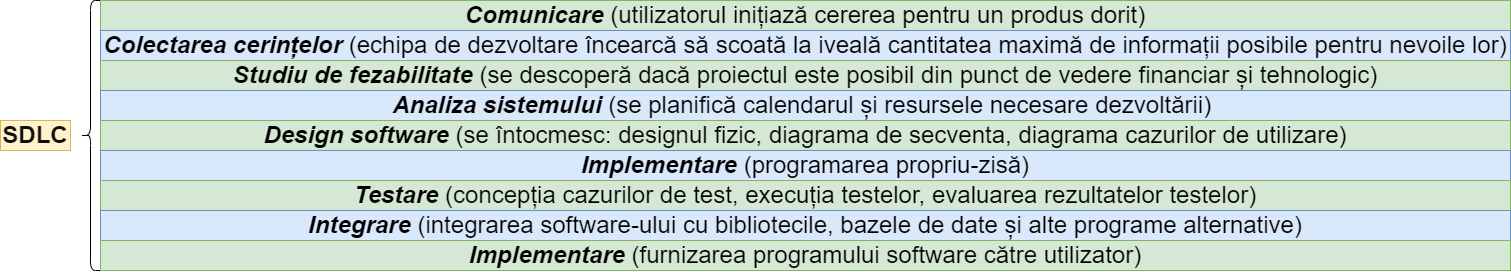 Comunicare (utilizatorul inițiază cererea pentru un produs dorit)
Colectarea cerințelor (echipa de dezvoltare încearcă să scoată la iveală cantitatea maximă de informații posibile pentru nevoile lor)
Studiu de fezabilitate (se descoperă dacă proiectul este posibil din punct de vedere financiar și tehnologic)
Analiza sistemului (se planifică calendarul și resursele necesare dezvoltării)
SDLC
Design software (se întocmesc: designul fizic, diagrama de secventa, diagrama cazurilor de utilizare)
Implementare (programarea propriu-zisă)
Testare (concepția cazurilor de test, execuția testelor, evaluarea rezultatelor testelor)
Integrare (integrarea software-ului cu bibliotecile, bazele de date și alte programe alternative)
Implementare (furnizarea programului software către utilizator)